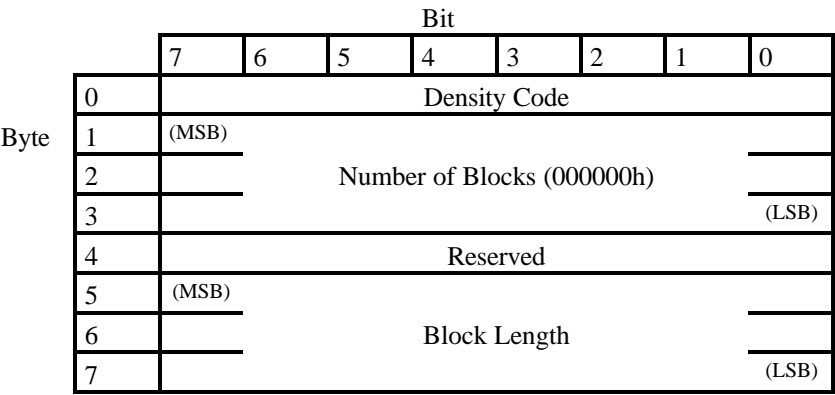 Bit
7 6 5 4 3 2 1 0
0 Density Code
Byte 1 (MSB)
2 Number of Blocks (000000h)
3 (LSB)
4 Reserved
5 (MSB)
6 Block Length
7 (LSB)